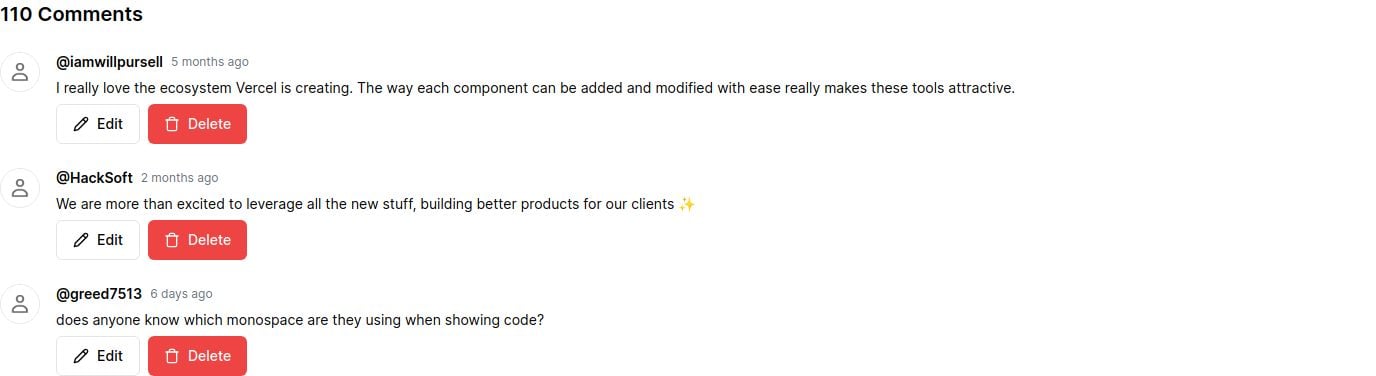 110 Comments
@iamwillpursell 5 months ago
I really love the ecosystem Vercel is creating. The way each component can be added and modified with ease really makes these tools attractive.
Edit Delete
@HackSoft 2 months ago
We are more than excited to leverage all the new stuff, building better products for our clients ✨
Edit Delete
@greed7513 6 days ago
does anyone know which monospace are they using when showing code?
Edit Delete